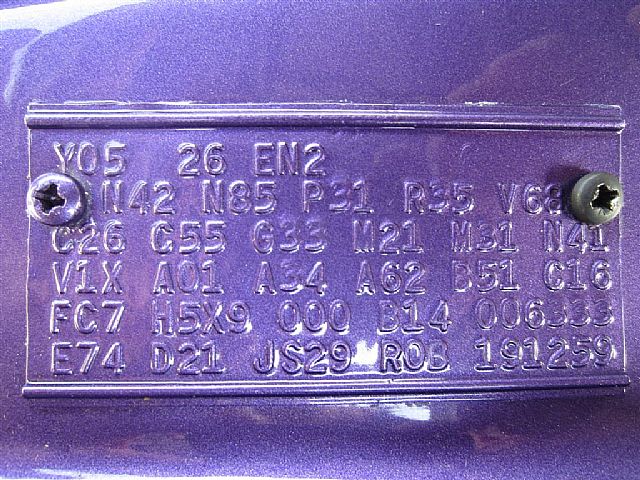 Y05 26 EN2
N42 N85 P31 R35 V68
C26 C55 G33 M21 M31 N41
V1X A01 A34 A62 B51 C16
FC7 H5X9 000 B14 006333
E74 D21 JS29 R0B 191259